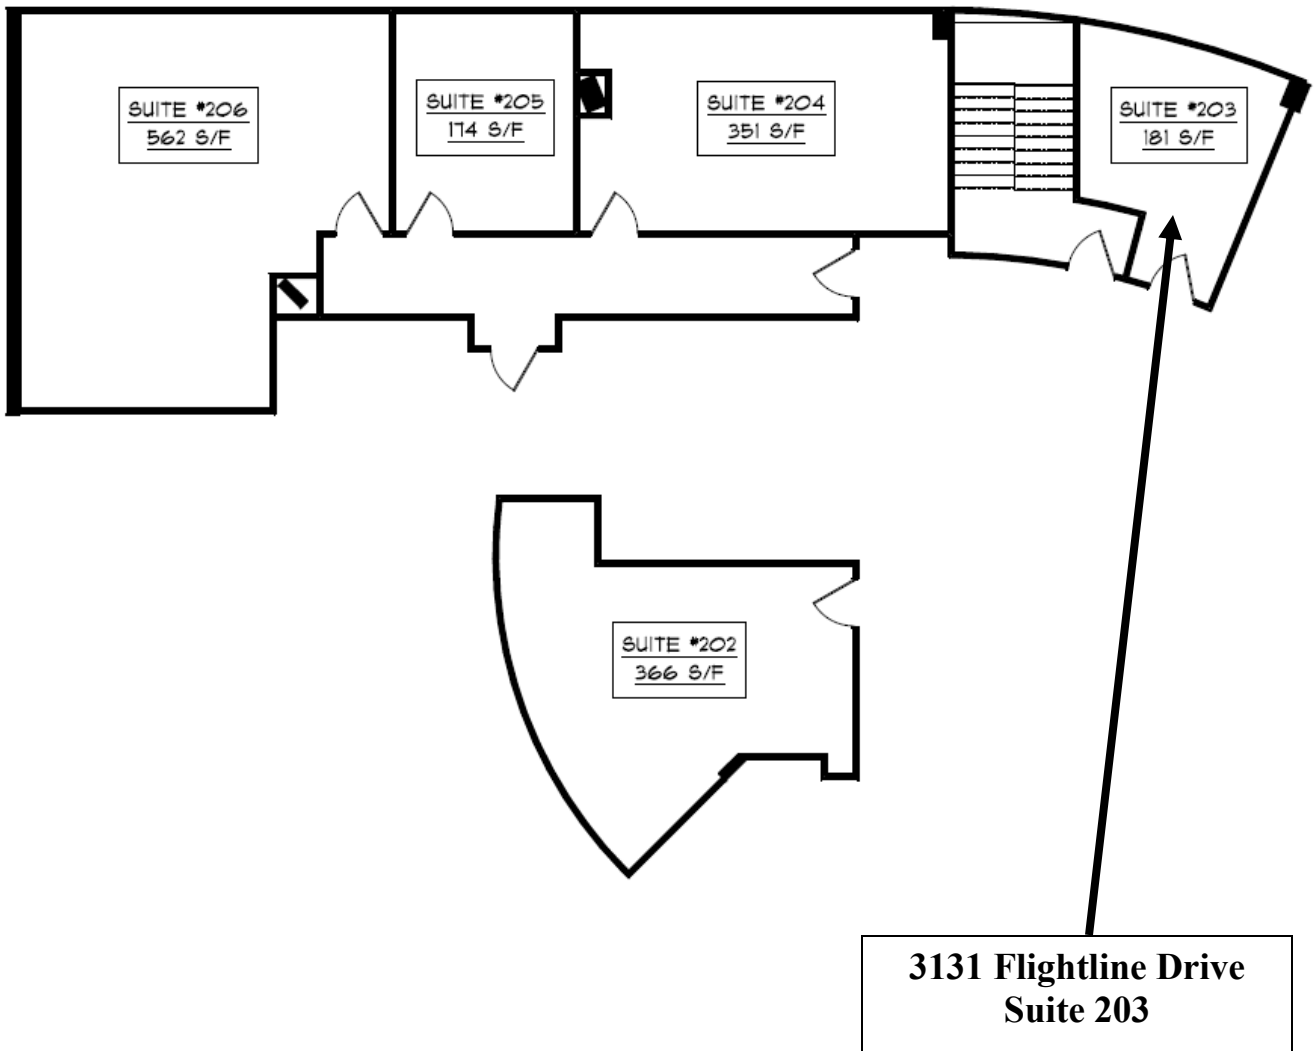 SUITE #206
562 S/F
SUITE #205
174 S/F
SUITE #204
351 S/F
SUITE #203
181 S/F
SUITE #202
366 S/F
3131 Flightline Drive
Suite 203